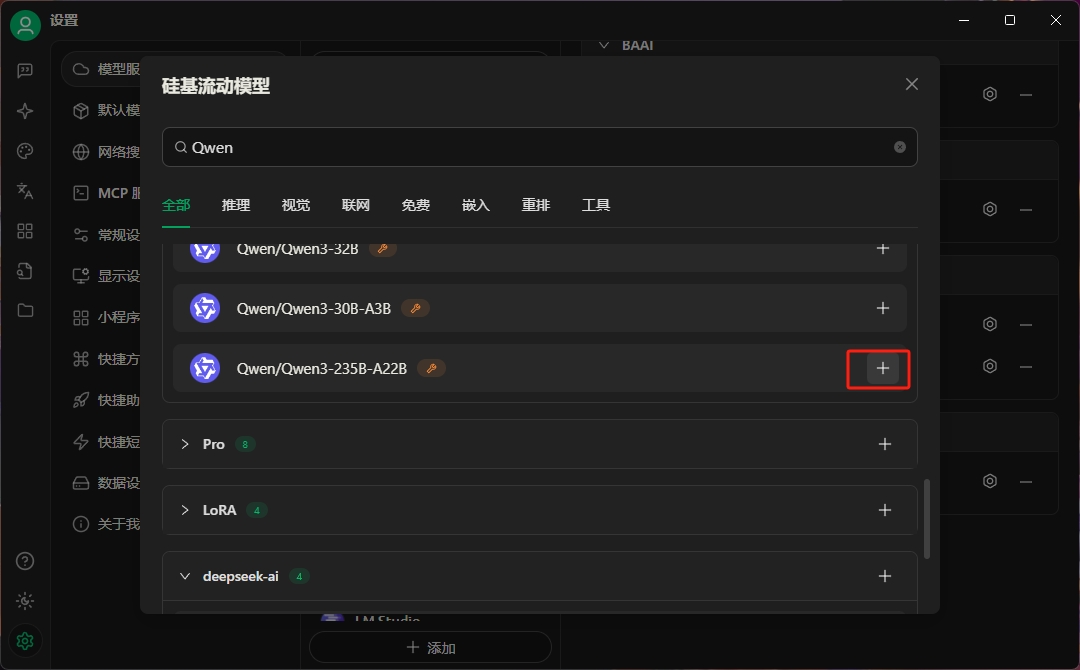 设置
BAAI
模型服
硅基流动模型
默认模
Qwen
网络搜
MCP 服
全部 推理 视觉 联网 免费 嵌入 重排 工具
常规设
Qwen/Qwen3-32B
显示设
Qwen/Qwen3-30B-A3B
小程序
快捷方
Qwen/Qwen3-235B-A22B
快捷助
快捷短
Pro 8
数据设
LoRA 4
关于我
deepseek-ai 4
LM Studio
添加